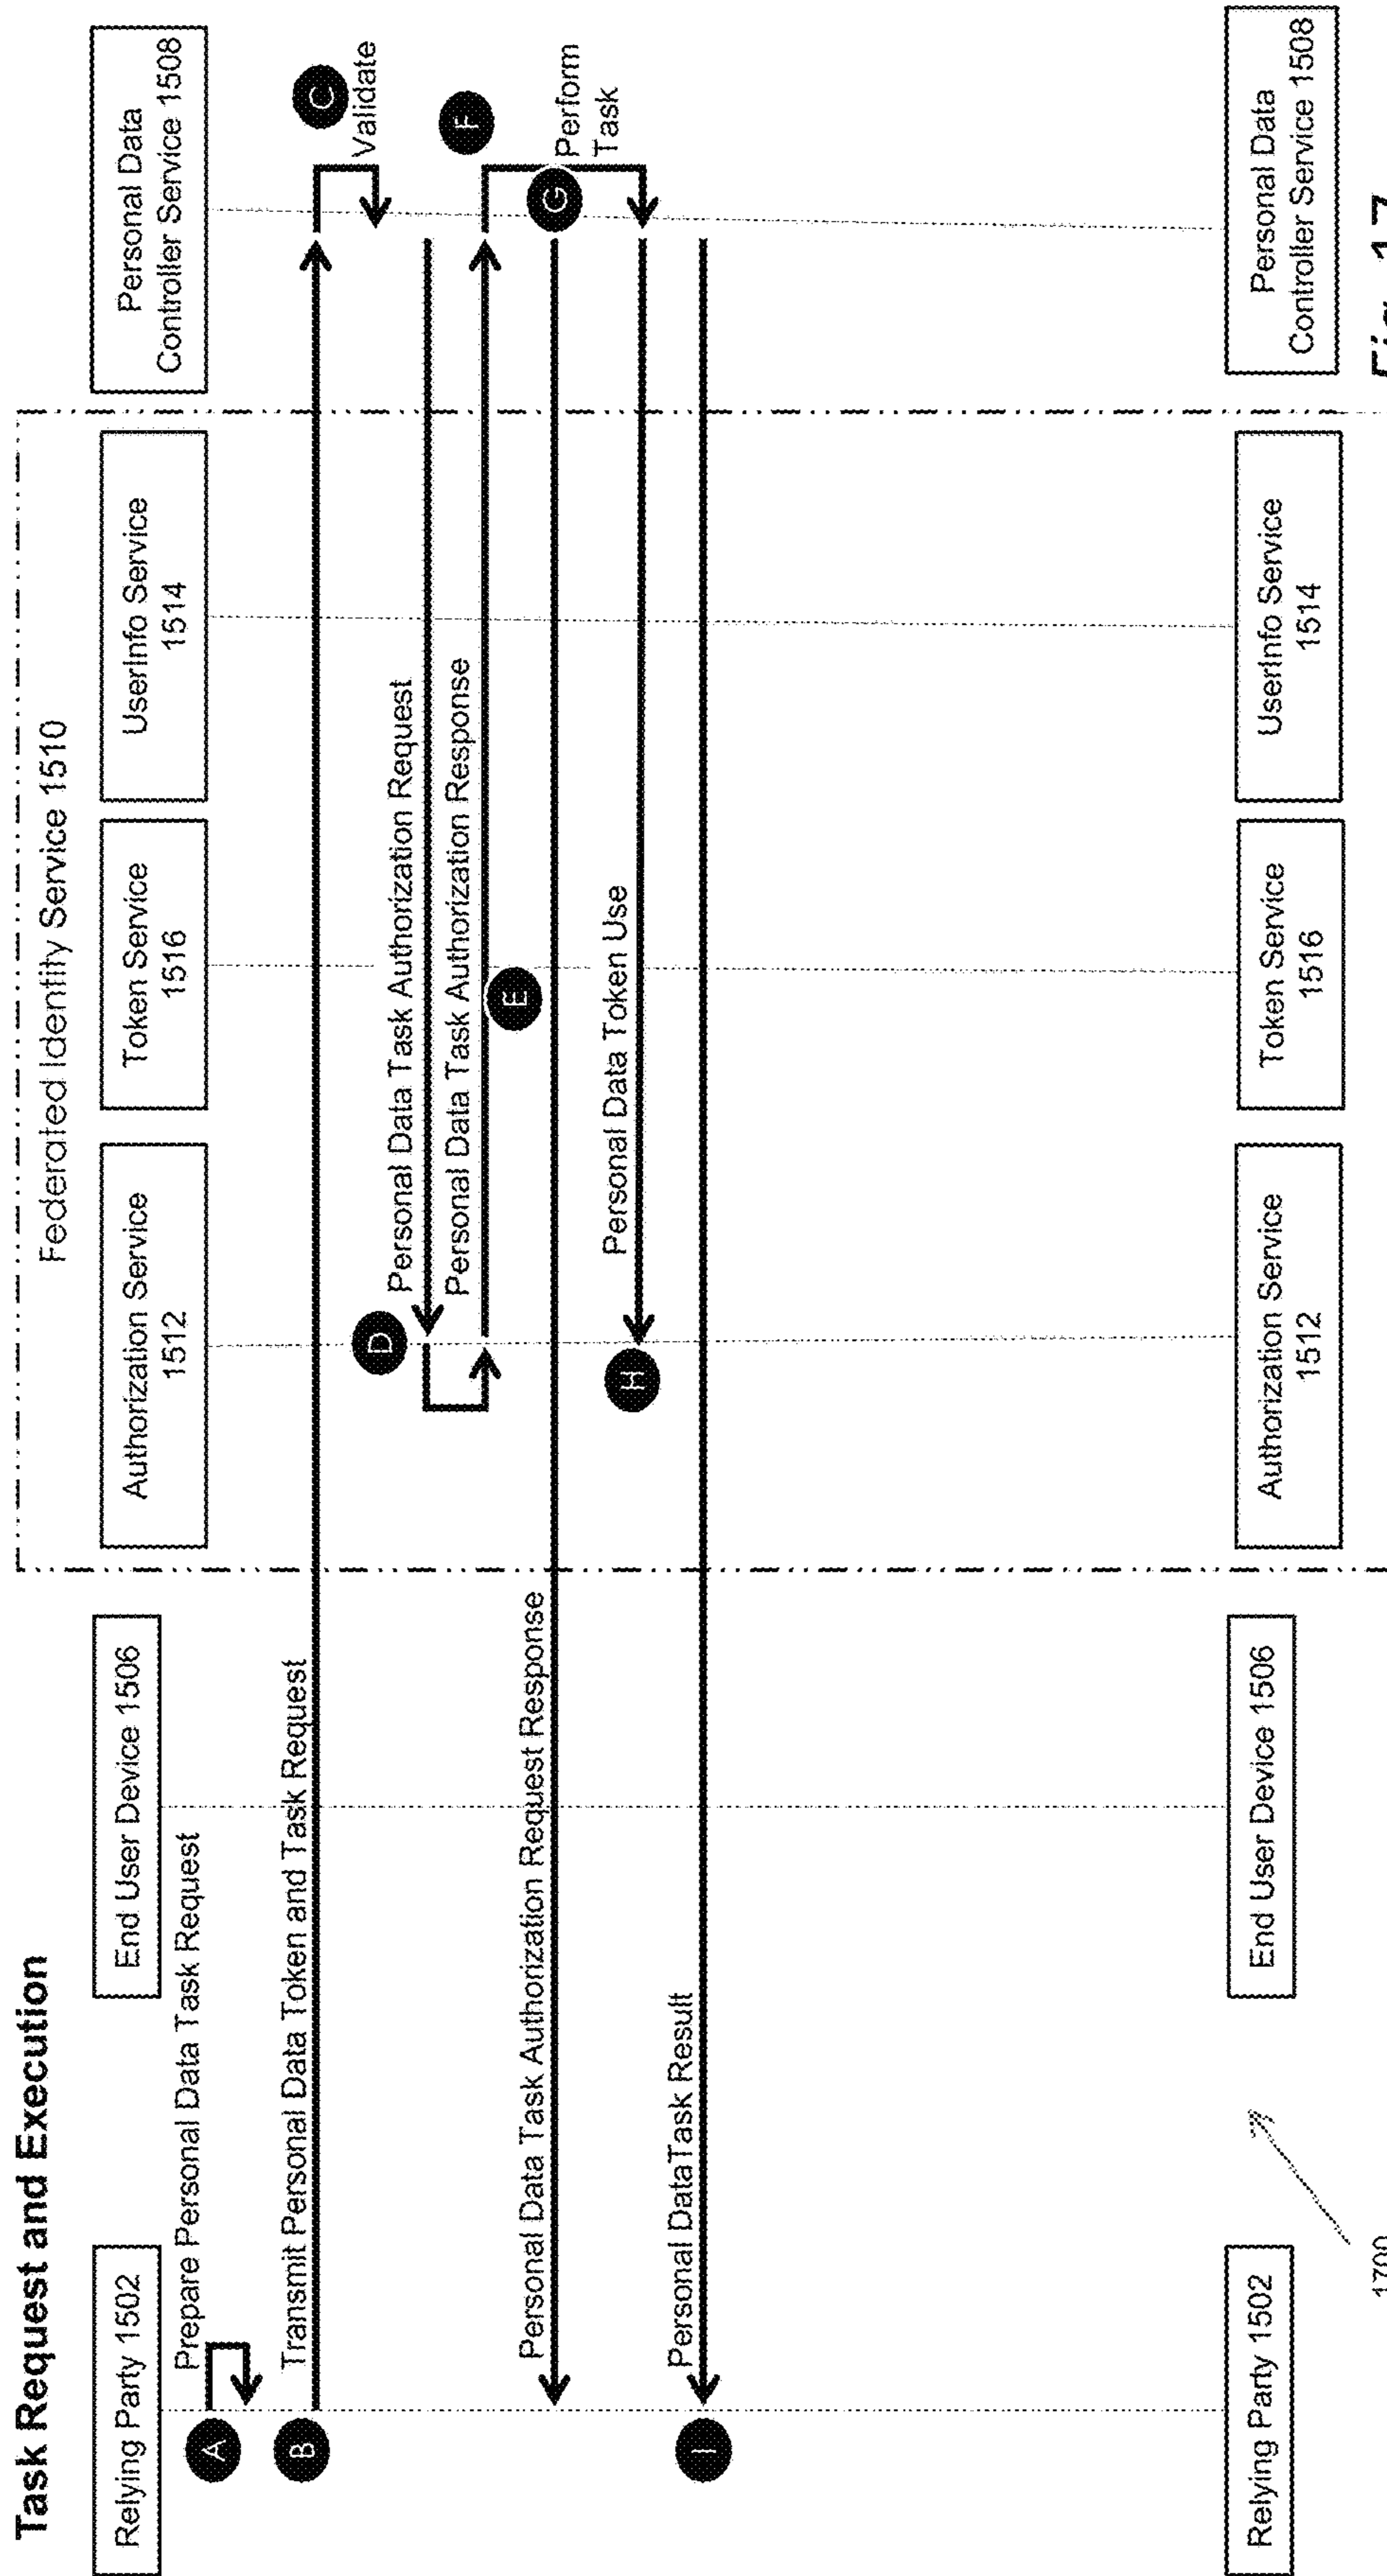 Task Request and Execution
Federated Identity Service 1510
Relying Party 1502
End User Device 1506
Authorization Service
1512
Token Service
1516
UserInfo Service
1514
Personal Data
Controller Service 1508
A
Prepare Personal Data Task Request
B
Transmit Personal Data Token and Task Request
C
Validate
D
Personal Data Task Authorization Request
Personal Data Task Authorization Response
E
F
G
Perform
Task
Personal Data Task Authorization Request Response
H
Personal Data Token Use
I
Personal DataTask Result
Relying Party 1502
End User Device 1506
Authorization Service
1512
Token Service
1516
UserInfo Service
1514
Personal Data
Controller Service 1508
1700
Fig. 17